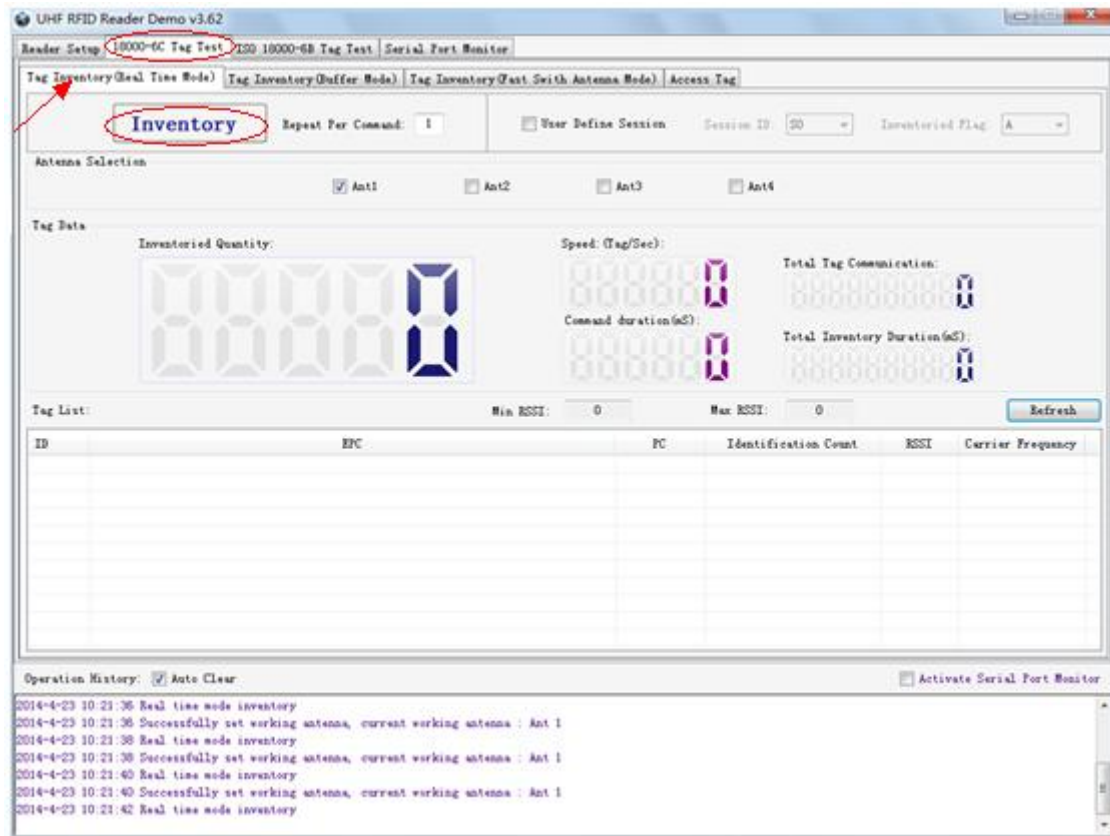 UHF RFID Reader Demo v3.62
Reader Setup 18000-6C Tag Test ISO 18000-6B Tag Test Serial Port Monitor
Tag Inventory(Real Time Mode) Tag Inventory(Buffer Mode) Tag Inventory(Fast Swith Antenna Mode) Access Tag
Inventory Repeat Per Command: 1 User Define Session Session ID: S0 Inventoried Flag: A
Antenna Selection
Ant1 Ant2 Ant3 Ant4
Tag Data
Inventoried Quantity: Speed: (Tag/Sec):
0 0 Total Tag Communication:
0
Command duration(mS):
0 Total Inventory Duration(mS):
0
Tag List: Min RSSI: 0 Max RSSI: 0 Refresh
ID EPC PC Identification Count RSSI Carrier Frequency
Operation History: Auto Clear Activate Serial Port Monitor
2014-4-23 10:21:36 Real time mode inventory
2014-4-23 10:21:36 Successfully set working antenna, current working antenna : Ant 1
2014-4-23 10:21:38 Real time mode inventory
2014-4-23 10:21:38 Successfully set working antenna, current working antenna : Ant 1
2014-4-23 10:21:40 Real time mode inventory
2014-4-23 10:21:40 Successfully set working antenna, current working antenna : Ant 1
2014-4-23 10:21:42 Real time mode inventory